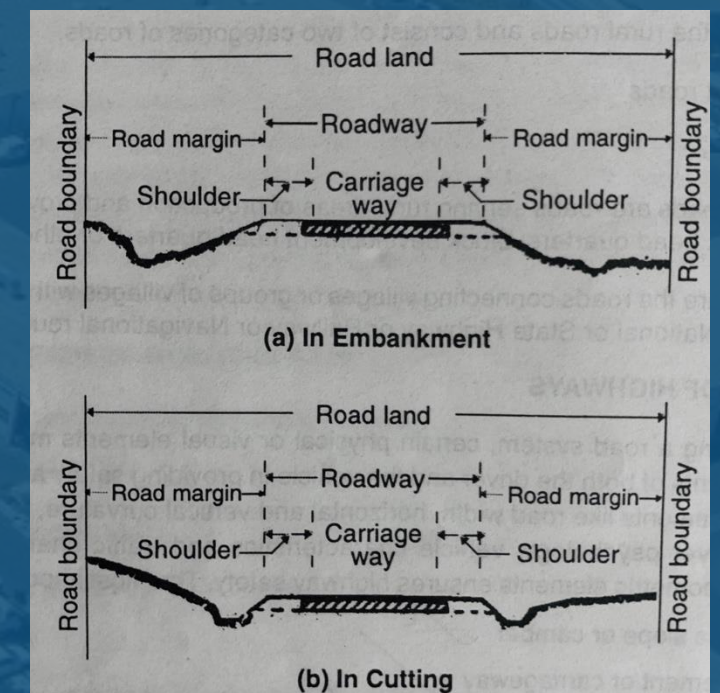 Road land
Roadway
Road margin
Road margin
Road boundary
Road boundary
Shoulder
Carriage
way
Shoulder
(a) In Embankment
Road land
Roadway
Road margin
Road margin
Road boundary
Road boundary
Shoulder
Carriage
way
Shoulder
(b) In Cutting